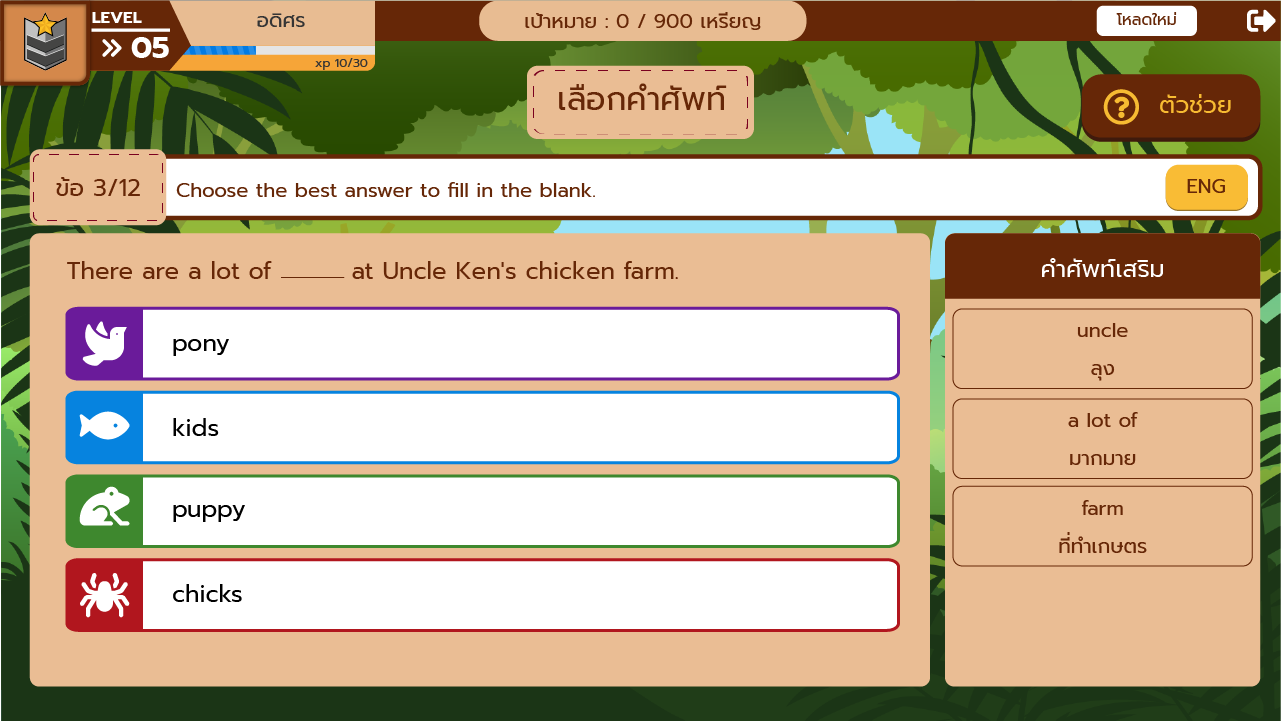 LEVEL
05
อดิศร
xp 10/30
เป้าหมาย : 0 / 900 เหรียญ
โหลดใหม่
เลือกคำศัพท์
? ตัวช่วย
ข้อ 3/12
Choose the best answer to fill in the blank.
ENG
There are a lot of _____ at Uncle Ken's chicken farm.
pony
kids
puppy
chicks
คำศัพท์เสริม
uncle
ลุง
a lot of
มากมาย
farm
ที่ทำเกษตร